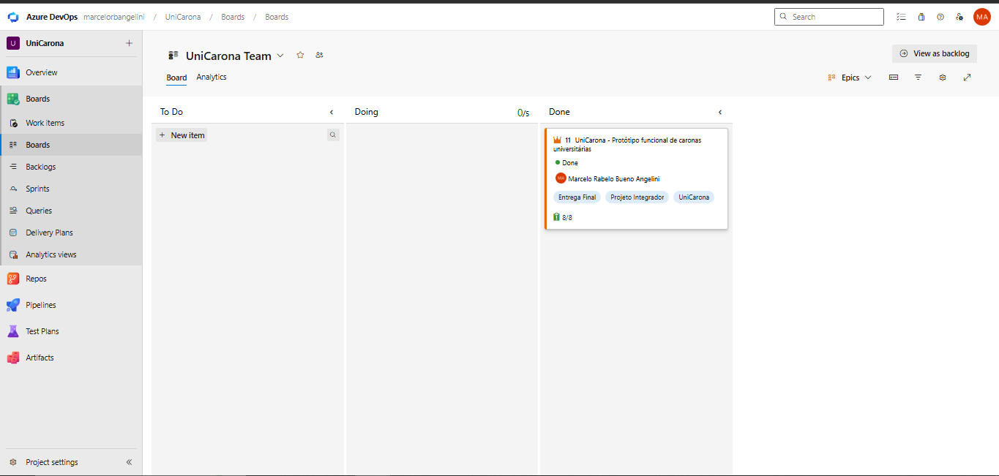 Azure DevOps marcelorbangelini / UniCarona / Boards / Boards
Search
MA
U UniCarona
Overview
Boards
Work items
Boards
Backlogs
Sprints
Queries
Delivery Plans
Analytics views
Repos
Pipelines
Test Plans
Artifacts
Project settings
UniCarona Team
View as backlog
Board Analytics
Epics
To Do
Doing 0/5
Done
+ New item
11 UniCarona - Protótipo funcional de caronas
universitárias
Done
MA Marcelo Rabelo Bueno Angelini
Entrega Final Projeto Integrador UniCarona
8/8